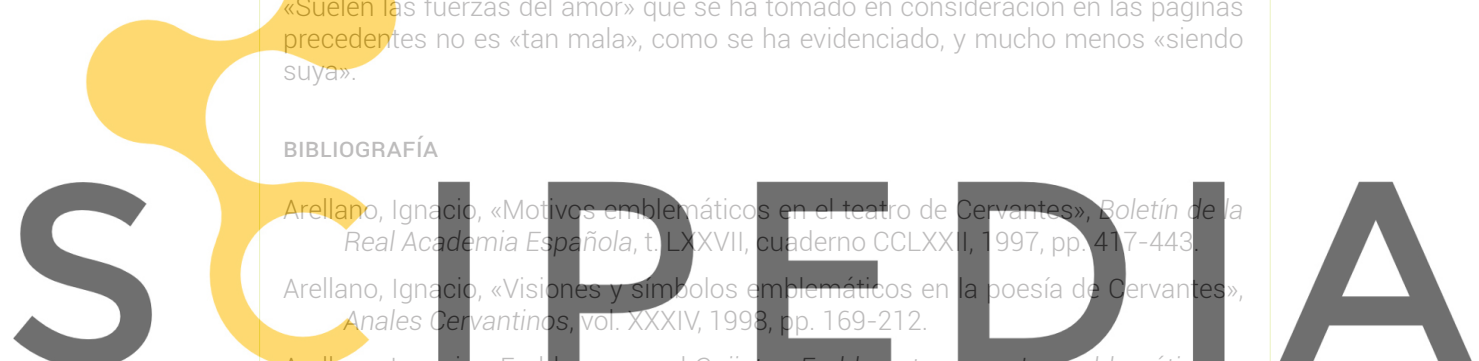 «Suelen las fuerzas del amor» que se ha tomado en consideración en las páginas
precedentes no es «tan mala», como se ha evidenciado, y mucho menos «siendo
suya».
BIBLIOGRAFÍA
Arellano, Ignacio, «Motivos emblemáticos en el teatro de Cervantes», Boletín de la
Real Academia Española, t. LXXVII, cuaderno CCLXXII, 1997, pp. 417-443.
Arellano, Ignacio, «Visiones y símbolos emblemáticos en la poesía de Cervantes»,
Anales Cervantinos, vol. XXXIV, 1998, pp. 169-212.
SCIPEDIA